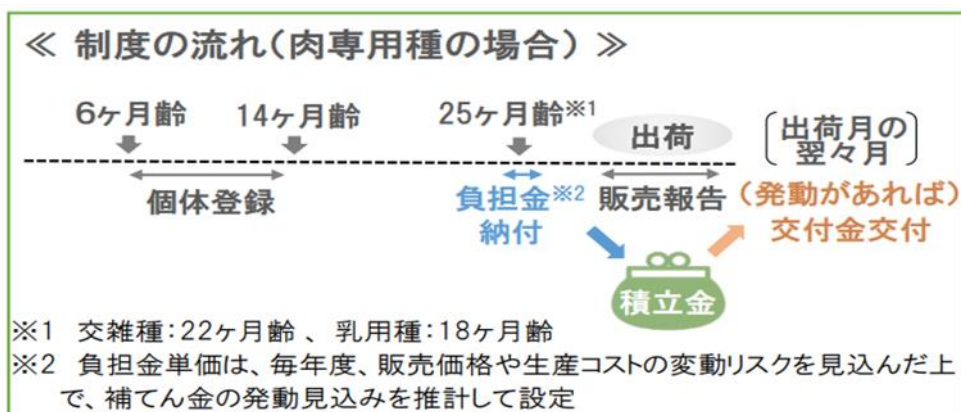 ≪ 制度の流れ(肉専用種の場合) ≫
6ヶ月齢
14ヶ月齢
25ヶ月齢※1
出荷
〔出荷月の
翌々月〕
個体登録
負担金※2
納付
販売報告
(発動があれば)
交付金交付
積立金
※1 交雑種:22ヶ月齢 、 乳用種:18ヶ月齢
※2 負担金単価は、毎年度、販売価格や生産コストの変動リスクを見込んだ上
で、補てん金の発動見込みを推計して設定